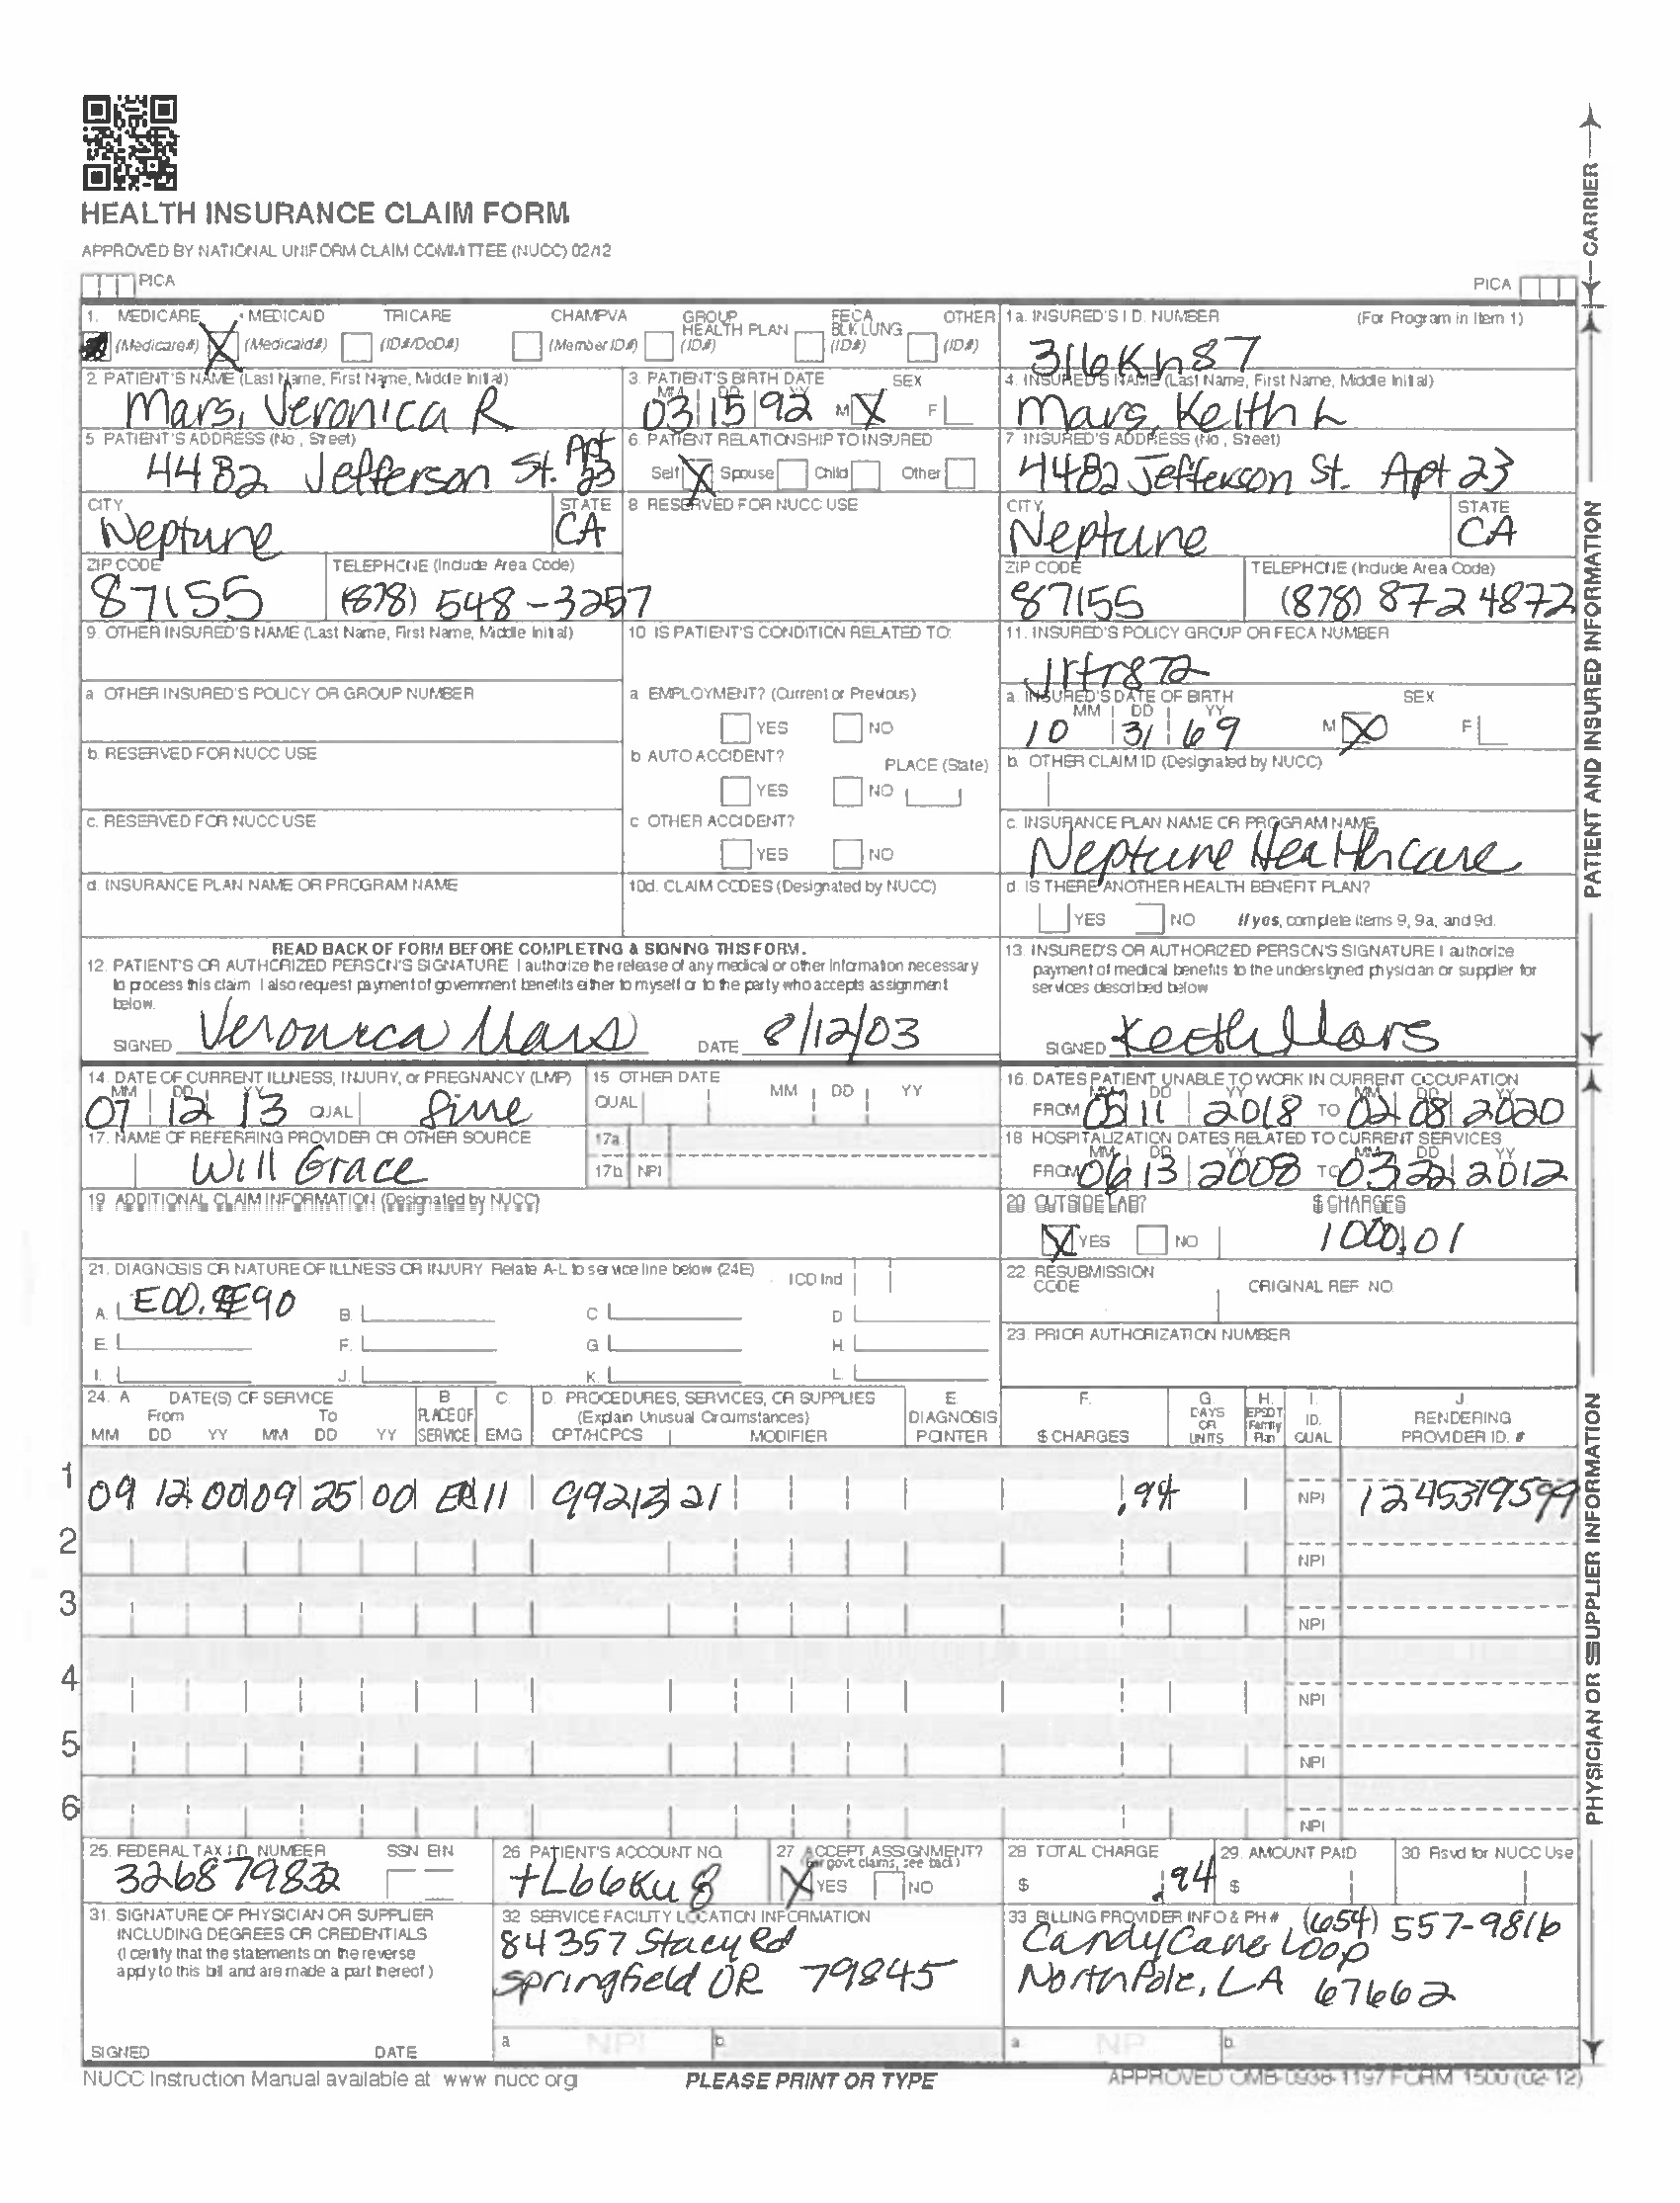 HEALTH INSURANCE CLAIM FORM
APPROVED BY NATIONAL UNIFORM CLAIM COMMITTEE (NUCC) 02/12
PICA PICA
CARRIER
1. MEDICARE MEDICAID TRICARE CHAMPVA GROUP HEALTH PLAN FECA BLK LUNG OTHER
(Medicare#) X (Medicaid#) (ID#/DoD#) (Member ID#) (ID#) (ID#) (ID#)
1a. INSURED'S I.D. NUMBER (For Program in Item 1)
316Kn87
2. PATIENT'S NAME (Last Name, First Name, Middle Initial)
Mars, Veronica R
3. PATIENT'S BIRTH DATE SEX
MM DD YY
03 15 92 M X F
4. INSURED'S NAME (Last Name, First Name, Middle Initial)
Mars, Keith L
5. PATIENT'S ADDRESS (No., Street)
4482 Jefferson St. Apt 23
6. PATIENT RELATIONSHIP TO INSURED
Self X Spouse Child Other
7. INSURED'S ADDRESS (No., Street)
4482 Jefferson St. Apt 23
CITY STATE
Neptune CA
8. RESERVED FOR NUCC USE
CITY STATE
Neptune CA
ZIP CODE TELEPHONE (Include Area Code)
87155 (878) 548-3257
ZIP CODE TELEPHONE (Include Area Code)
87155 (878) 872 4872
PATIENT AND INSURED INFORMATION
9. OTHER INSURED'S NAME (Last Name, First Name, Middle Initial)
10. IS PATIENT'S CONDITION RELATED TO:
11. INSURED'S POLICY GROUP OR FECA NUMBER
a. OTHER INSURED'S POLICY OR GROUP NUMBER
a. EMPLOYMENT? (Current or Previous)
YES NO
a. INSURED'S DATE OF BIRTH SEX
MM DD YY
10 31 69 M X F
b. RESERVED FOR NUCC USE
b. AUTO ACCIDENT? PLACE (State)
YES NO
b. OTHER CLAIM ID (Designated by NUCC)
c. RESERVED FOR NUCC USE
c. OTHER ACCIDENT?
YES NO
c. INSURANCE PLAN NAME OR PROGRAM NAME
Neptune Healthcare
d. INSURANCE PLAN NAME OR PROGRAM NAME
10d. CLAIM CODES (Designated by NUCC)
d. IS THERE ANOTHER HEALTH BENEFIT PLAN?
YES NO If yes, complete items 9, 9a, and 9d.
READ BACK OF FORM BEFORE COMPLETING & SIGNING THIS FORM.
12. PATIENT'S OR AUTHORIZED PERSON'S SIGNATURE I authorize the release of any medical or other information necessary
to process this claim. I also request payment of government benefits either to myself or to the party who accepts assignment
below.
SIGNED Veronica Mars DATE 8/12/03
13. INSURED'S OR AUTHORIZED PERSON'S SIGNATURE I authorize
payment of medical benefits to the undersigned physician or supplier for
services described below.
SIGNED Keith Mars
14. DATE OF CURRENT ILLNESS, INJURY, or PREGNANCY (LMP)
MM DD YY
07 12 13 QUAL
15. OTHER DATE
QUAL MM DD YY
16. DATES PATIENT UNABLE TO WORK IN CURRENT OCCUPATION
MM DD YY MM DD YY
FROM 05 11 2018 TO 02 08 2020
17. NAME OF REFERRING PROVIDER OR OTHER SOURCE
Will Grace
17a.
17b. NPI
18. HOSPITALIZATION DATES RELATED TO CURRENT SERVICES
MM DD YY MM DD YY
FROM 06 13 2008 TO 03 22 2012
19. ADDITIONAL CLAIM INFORMATION (Designated by NUCC)
20. OUTSIDE LAB? $ CHARGES
X YES NO 1000.01
21. DIAGNOSIS OR NATURE OF ILLNESS OR INJURY Relate A-L to service line below (24E) ICD Ind
A. B. C. D.
E. F. G. H.
I. J. K. L.
22. RESUBMISSION CODE ORIGINAL REF. NO.
23. PRIOR AUTHORIZATION NUMBER
24. A. DATE(S) OF SERVICE B. C. D. PROCEDURES, SERVICES, OR SUPPLIES E. F. G. H. I. J.
From To PLACE OF (Explain Unusual Circumstances) DIAGNOSIS DAYS OR EPSDT Family ID. RENDERING
MM DD YY MM DD YY SERVICE EMG CPT/HCPCS MODIFIER POINTER $ CHARGES UNITS Plan QUAL. PROVIDER ID. #
1 09 12 00 09 25 00 ER 11 99213 21 .94 NPI 1245319599
2 NPI
3 NPI
4 NPI
5 NPI
6 NPI
PHYSICIAN OR SUPPLIER INFORMATION
25. FEDERAL TAX I.D. NUMBER SSN EIN
26. PATIENT'S ACCOUNT NO.
+L66Ku8
27. ACCEPT ASSIGNMENT?
(For govt. claims, see back)
X YES NO
28. TOTAL CHARGE
$ .94
29. AMOUNT PAID
$
30. Rsvd for NUCC Use
31. SIGNATURE OF PHYSICIAN OR SUPPLIER
INCLUDING DEGREES OR CREDENTIALS
(I certify that the statements on the reverse
apply to this bill and are made a part thereof.)
SIGNED DATE
32. SERVICE FACILITY LOCATION INFORMATION
84357 Stacy Rd
Springfield OR 79845
a. NPI b.
33. BILLING PROVIDER INFO & PH # (654) 557-9816
Candy Cane Loop
North Pole, LA 67662
a. NPI b.
NUCC Instruction Manual available at: www.nucc.org
PLEASE PRINT OR TYPE
APPROVED OMB-0938-1197 FORM 1500 (02-12)